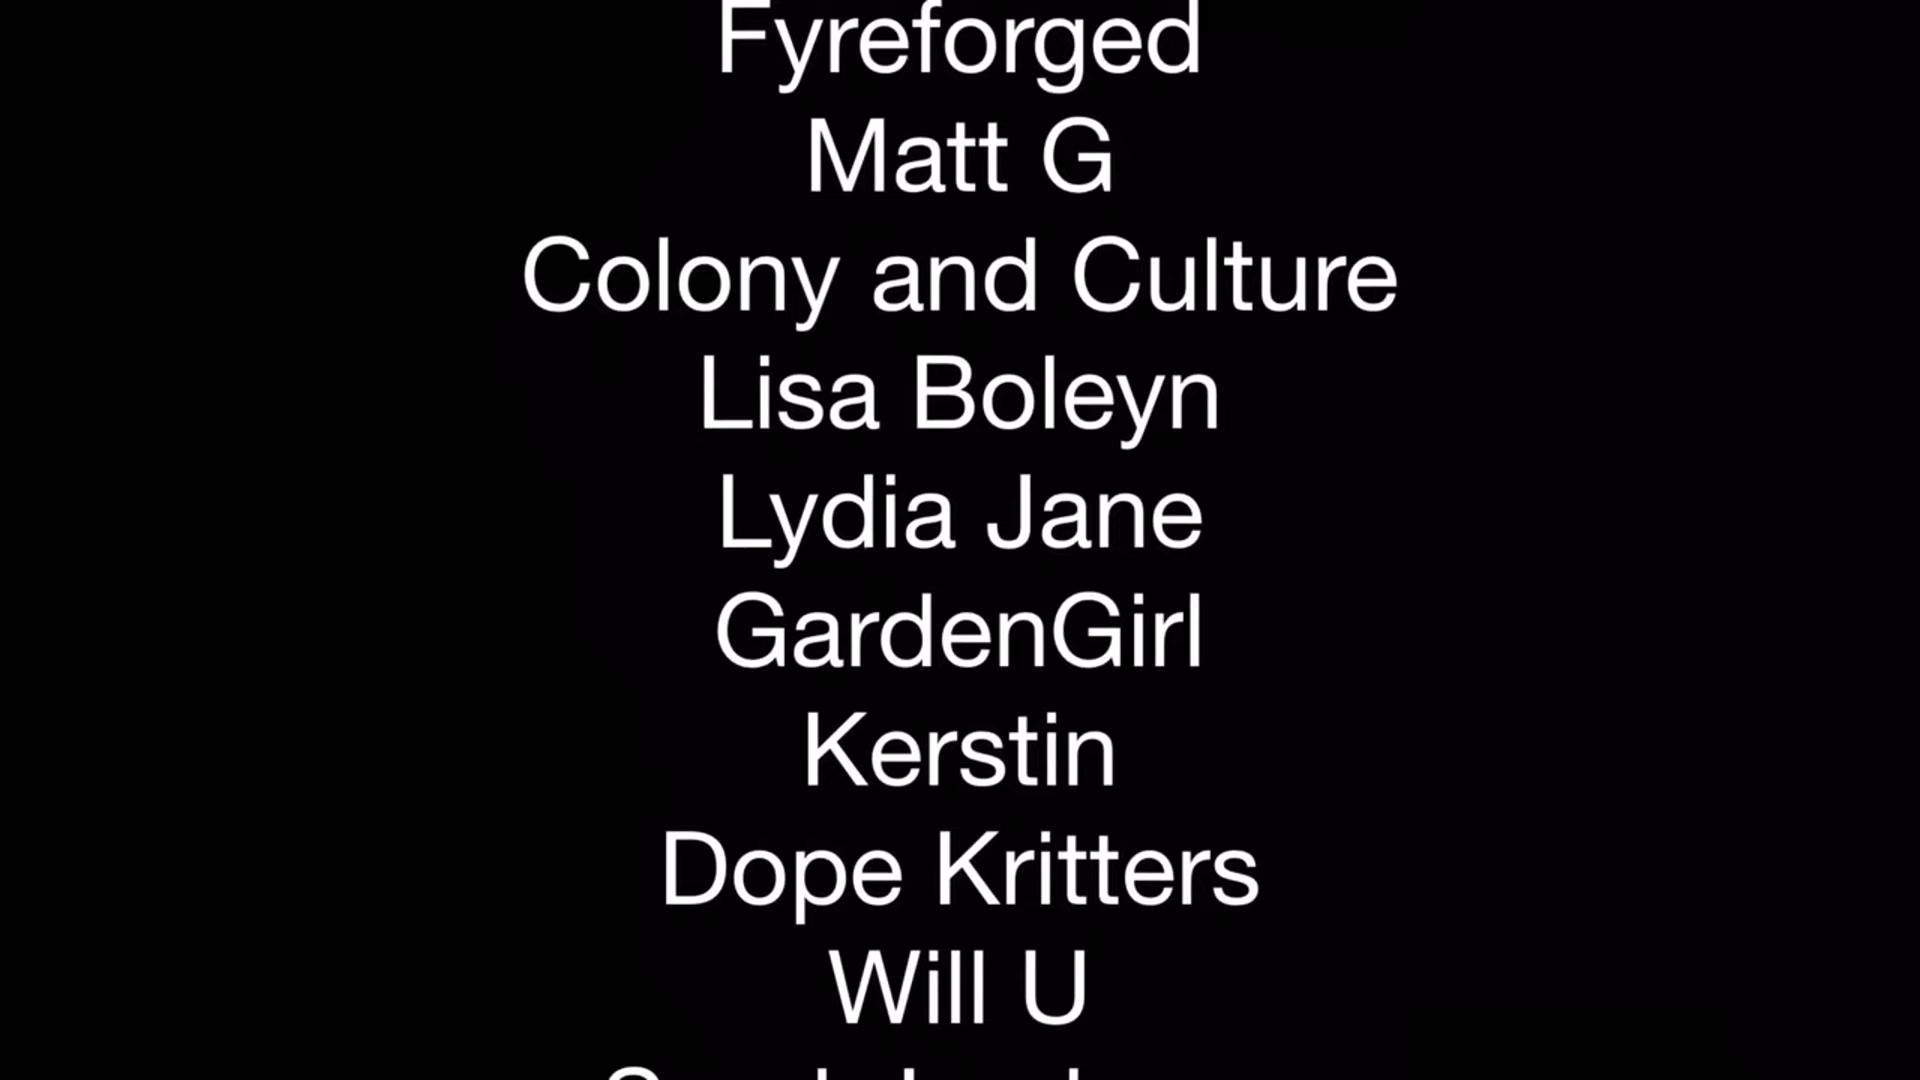 Fyreforged
Matt G
Colony and Culture
Lisa Boleyn
Lydia Jane
GardenGirl
Kerstin
Dope Kritters
Will U